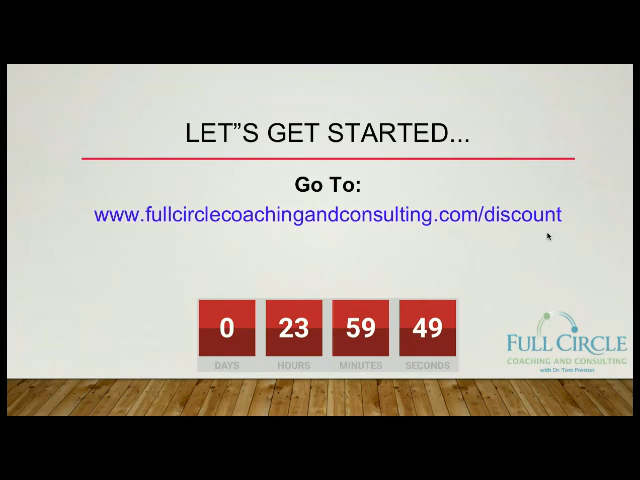 LET”S GET STARTED...
Go To:
www.fullcirclecoachingandconsulting.com/discount
0 23 59 49
DAYS HOURS MINUTES SECONDS
FULL CIRCLE
COACHING AND CONSULTING
with Dr. Tom Prester